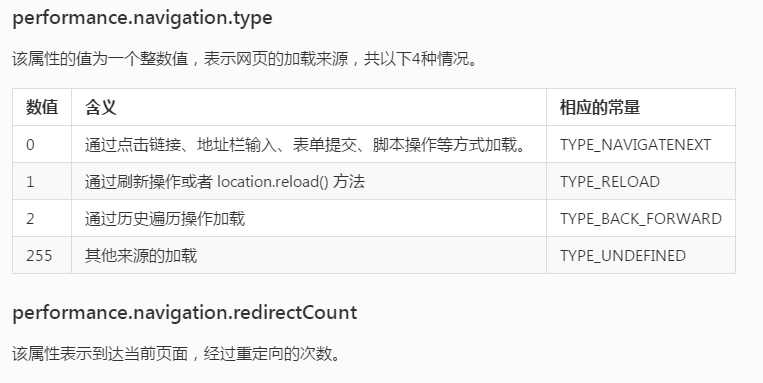 performance.navigation.type
该属性的值为一个整数值，表示网页的加载来源，共以下4种情况。
数值 含义 相应的常量
0 通过点击链接、地址栏输入、表单提交、脚本操作等方式加载。 TYPE_NAVIGATENEXT
1 通过刷新操作或者 location.reload() 方法 TYPE_RELOAD
2 通过历史遍历操作加载 TYPE_BACK_FORWARD
255 其他来源的加载 TYPE_UNDEFINED
performance.navigation.redirectCount
该属性表示到达当前页面，经过重定向的次数。